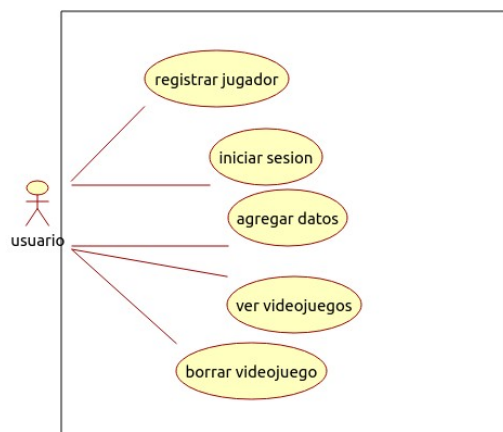 registrar jugador
iniciar sesion
agregar datos
usuario
ver videojuegos
borrar videojuego